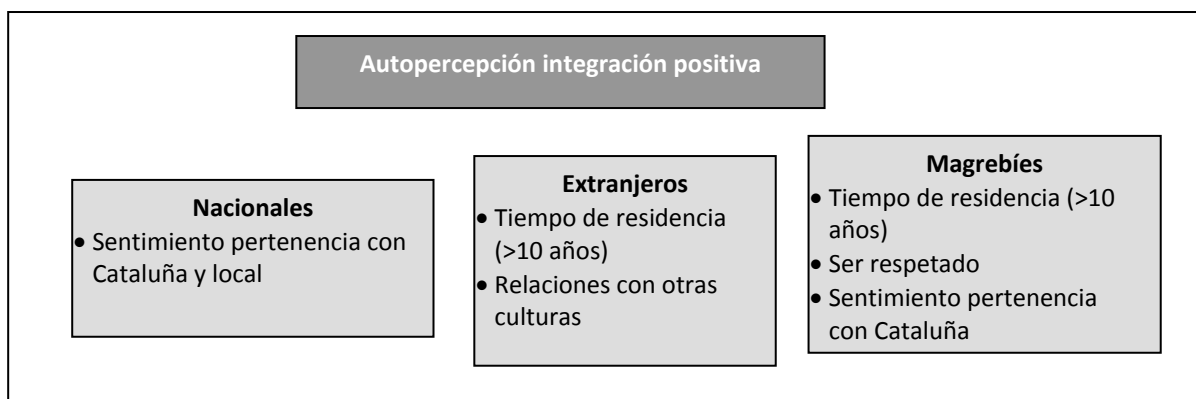 Autopercepción integración positiva
Nacionales
• Sentimiento pertenencia con
Cataluña y local
Extranjeros
• Tiempo de residencia
(>10 años)
• Relaciones con otras
culturas
Magrebíes
• Tiempo de residencia (>10
años)
• Ser respetado
• Sentimiento pertenencia
con Cataluña